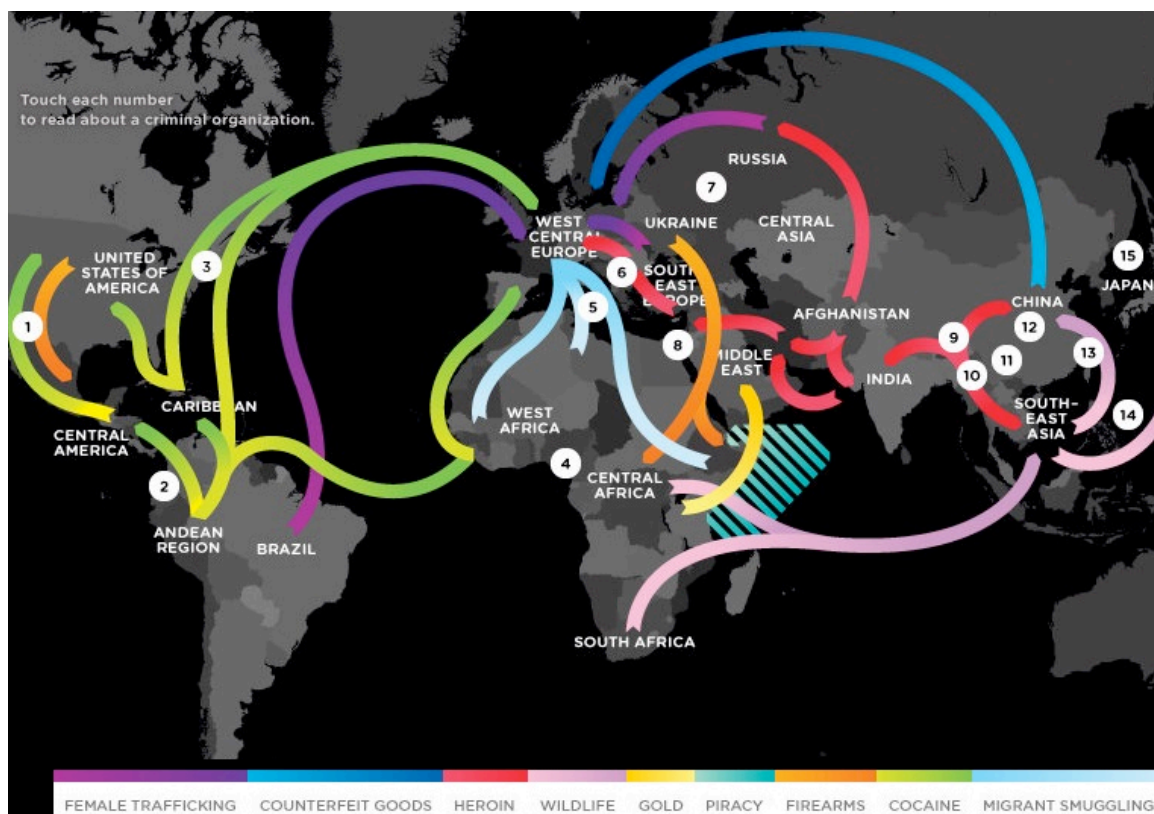 Touch each number
to read about a criminal organization.
RUSSIA
7
WEST
CENTRAL
EUROPE
UKRAINE
CENTRAL
ASIA
UNITED
STATES OF
AMERICA
3
6
SOUTH
EAST
EUROPE
15
JAPAN
1
5
AFGHANISTAN
CHINA
12
8
MIDDLE
EAST
9
11
13
10
INDIA
CARIBBEAN
WEST
AFRICA
SOUTH-
EAST
ASIA
14
CENTRAL
AMERICA
2
4
CENTRAL
AFRICA
ANDEAN
REGION
BRAZIL
SOUTH AFRICA
FEMALE TRAFFICKING COUNTERFEIT GOODS HEROIN WILDLIFE GOLD PIRACY FIREARMS COCAINE MIGRANT SMUGGLING